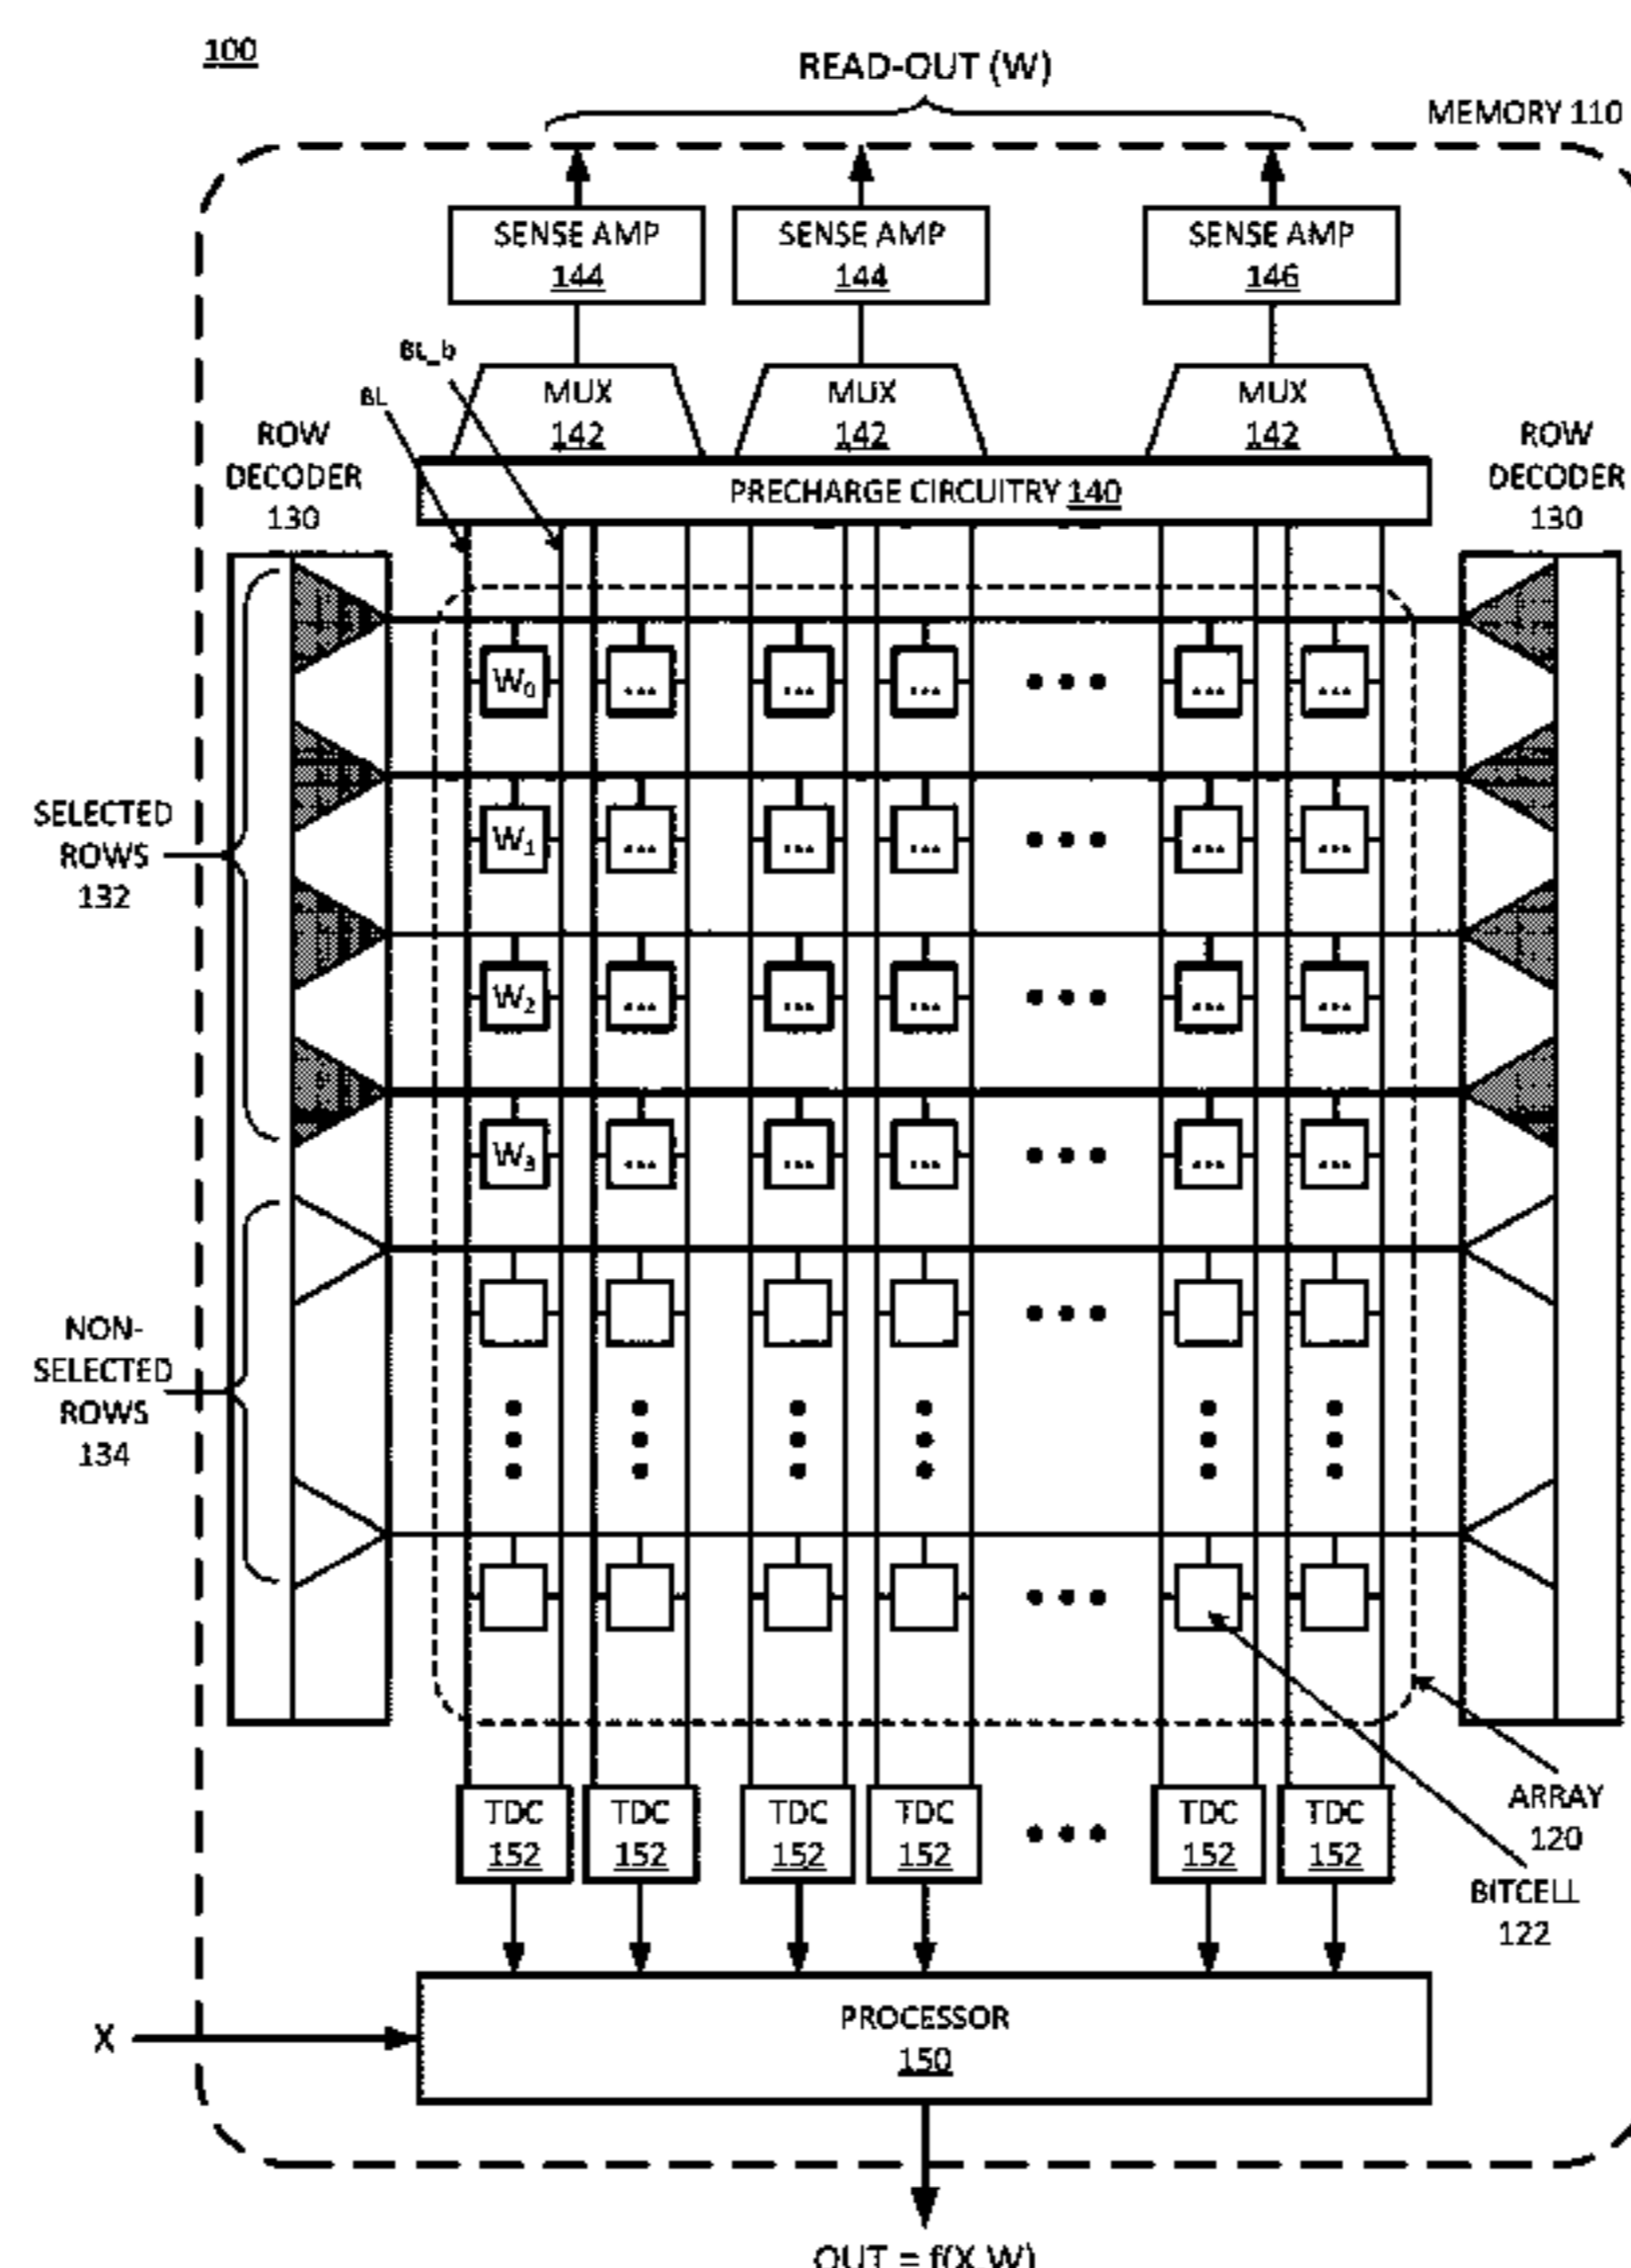 100
READ-OUT (W)
MEMORY 110
SENSE AMP
144
SENSE AMP
144
SENSE AMP
146
BL_b
BL
MUX
142
MUX
142
MUX
142
ROW
DECODER
130
ROW
DECODER
130
PRECHARGE CIRCUITRY 140
W0 ... ... ... ... ...
W1 ... ... ... ... ...
W2 ... ... ... ... ...
W3 ... ... ... ... ...
SELECTED
ROWS
132
NON-
SELECTED
ROWS
134
TDC
152
TDC
152
TDC
152
TDC
152
TDC
152
TDC
152
ARRAY
120
BITCELL
122
X
PROCESSOR
150
OUT = f(X,W)